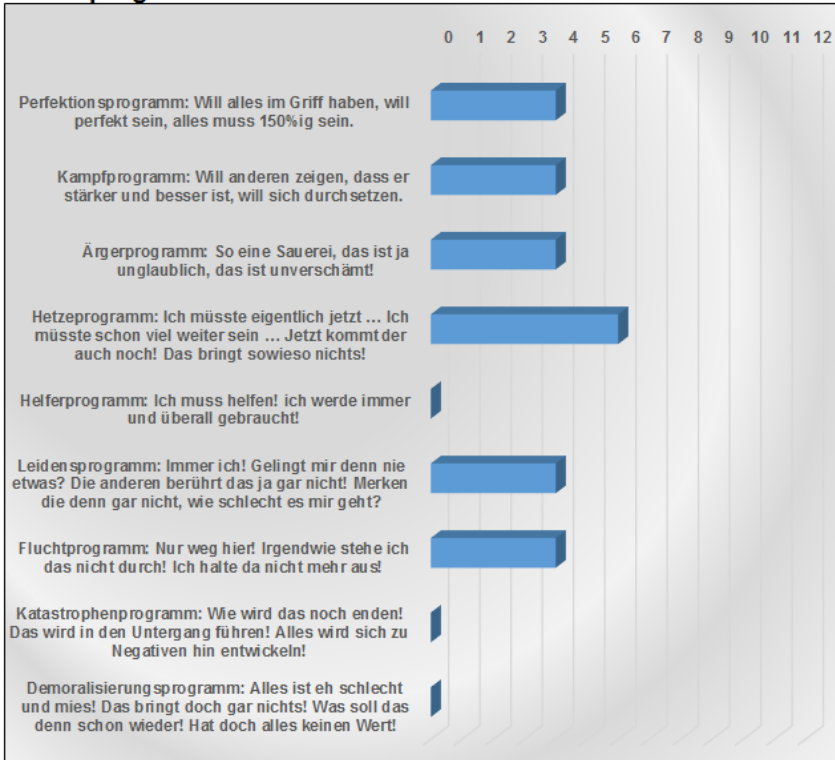 0 1 2 3 4 5 6 7 8 9 10 11 12
Perfektionsprogramm: Will alles im Griff haben, will
perfekt sein, alles muss 150%ig sein.
Kampfprogramm: Will anderen zeigen, dass er
stärker und besser ist, will sich durchsetzen.
Ärgerprogramm: So eine Sauerei, das ist ja
unglaublich, das ist unverschämt!
Hetzeprogramm: Ich müsste eigentlich jetzt … Ich
müsste schon viel weiter sein … Jetzt kommt der
auch noch! Das bringt sowieso nichts!
Helferprogramm: Ich muss helfen! ich werde immer
und überall gebraucht!
Leidensprogramm: Immer ich! Gelingt mir denn nie
etwas? Die anderen berührt das ja gar nicht! Merken
die denn gar nicht, wie schlecht es mir geht?
Fluchtprogramm: Nur weg hier! Irgendwie stehe ich
das nicht durch! Ich halte da nicht mehr aus!
Katastrophenprogramm: Wie wird das noch enden!
Das wird in den Untergang führen! Alles wird sich zu
Negativen hin entwickeln!
Demoralisierungsprogramm: Alles ist eh schlecht
und mies! Das bringt doch gar nichts! Was soll das
denn schon wieder! Hat doch alles keinen Wert!